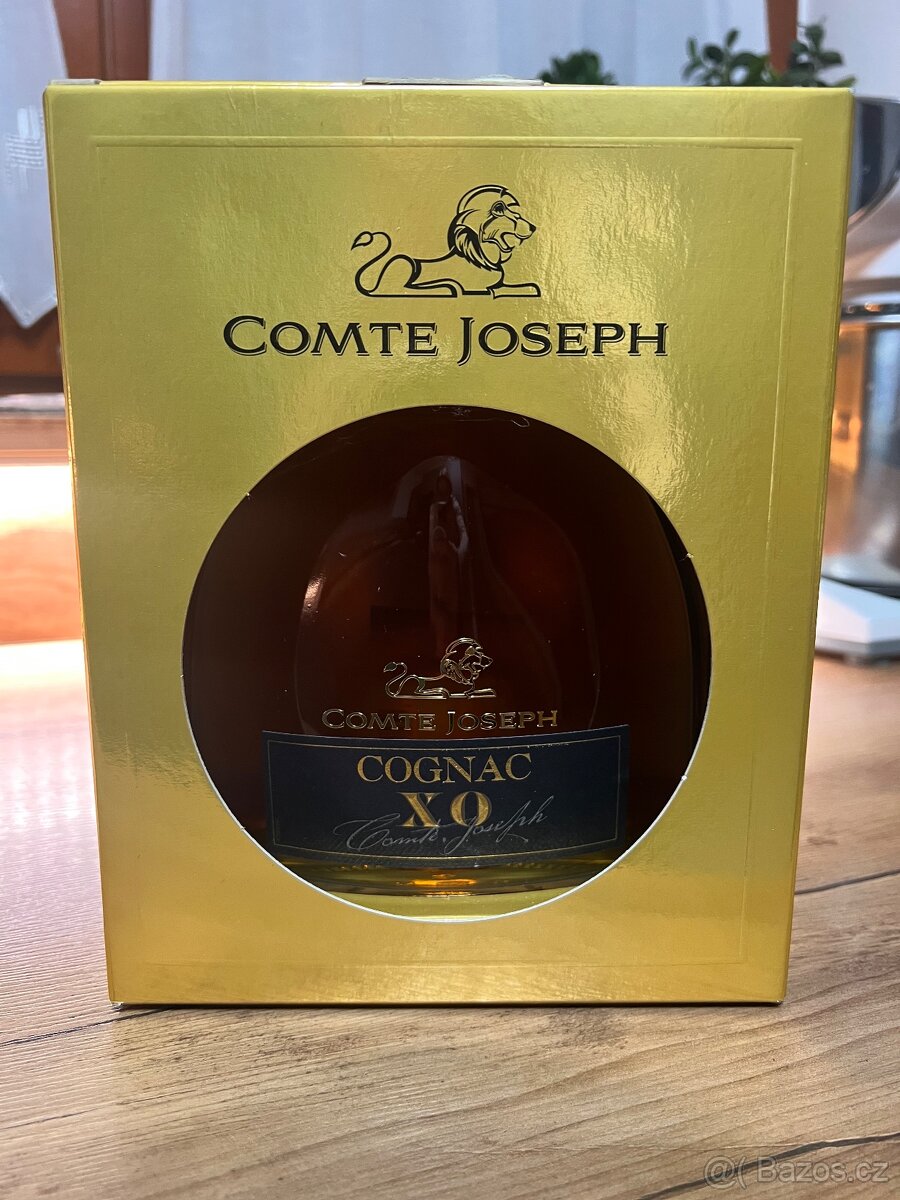 COMTE JOSEPH
COMTE JOSEPH
COGNAC
XO
Comte Joseph
@( Bazos.cz